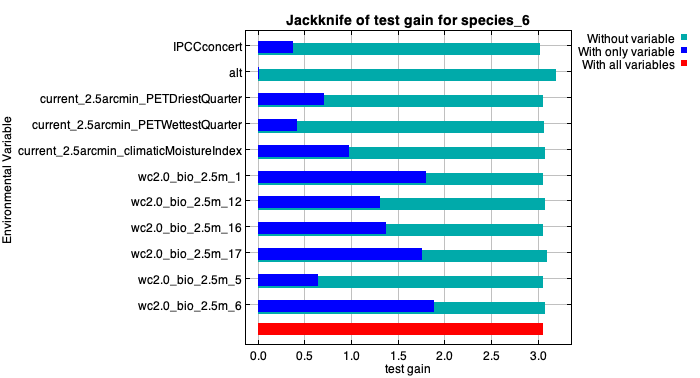 Jackknife of test gain for species_6
Without variable
With only variable
With all variables
Environmental Variable
IPCCconcert
alt
current_2.5arcmin_PETDriestQuarter
current_2.5arcmin_PETWettestQuarter
current_2.5arcmin_climaticMoistureIndex
wc2.0_bio_2.5m_1
wc2.0_bio_2.5m_12
wc2.0_bio_2.5m_16
wc2.0_bio_2.5m_17
wc2.0_bio_2.5m_5
wc2.0_bio_2.5m_6
0.0 0.5 1.0 1.5 2.0 2.5 3.0
test gain